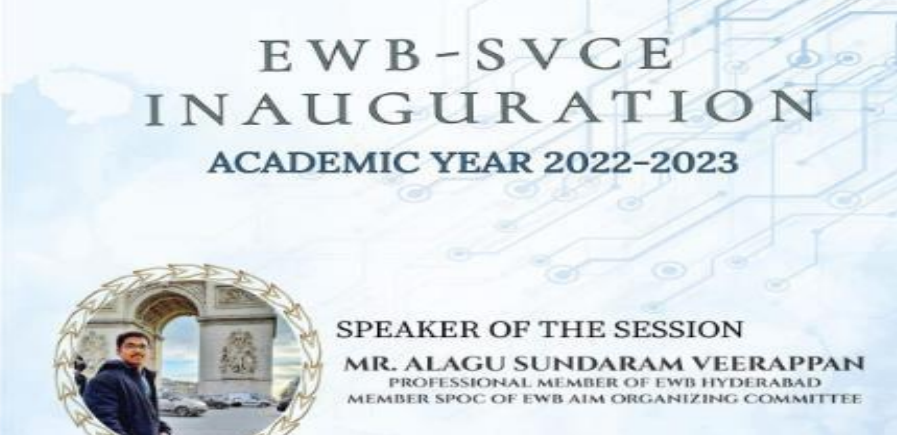 EWB-SVCE
INAUGURATION
ACADEMIC YEAR 2022-2023
SPEAKER OF THE SESSION
MR. ALAGU SUNDARAM VEERAPPAN
PROFESSIONAL MEMBER OF EWB HYDERABAD
MEMBER SPOC OF EWB AIM ORGANIZING COMMITTEE